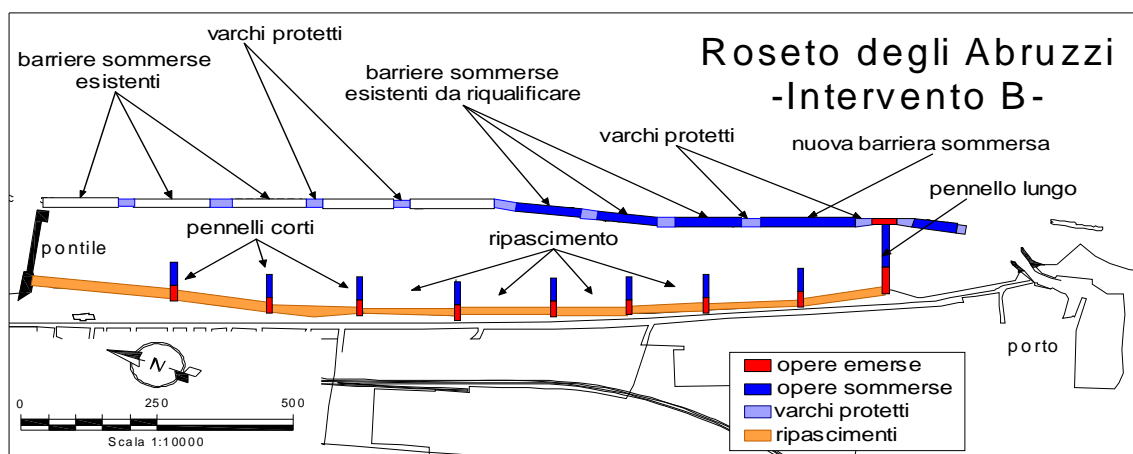 Roseto degli Abruzzi
-Intervento B-
varchi protetti
barriere sommerse
esistenti
barriere sommerse
esistenti da riqualificare
varchi protetti
nuova barriera sommersa
pennello lungo
pontile
pennelli corti
ripascimento
porto
N
0
250
500
Scala 1:10000
opere emerse
opere sommerse
varchi protetti
ripascimenti